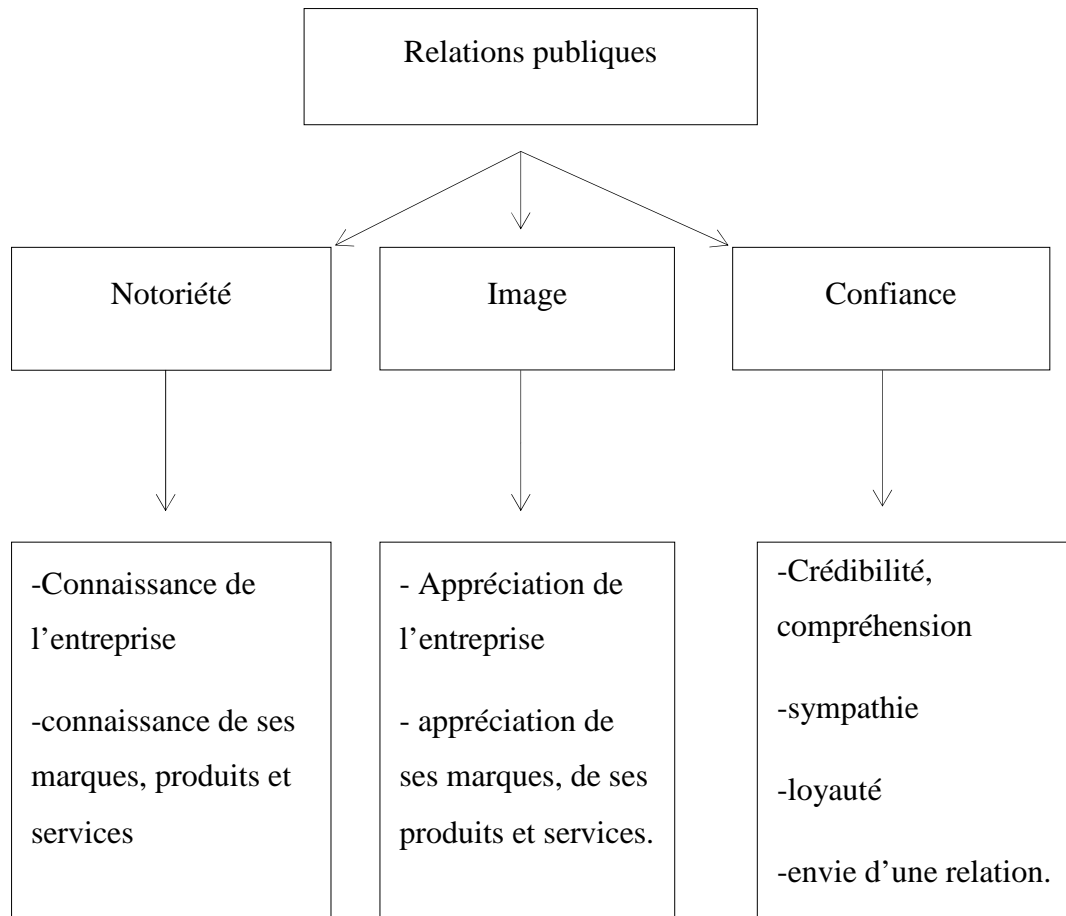 Relations publiques
Notoriété
Image
Confiance
-Connaissance de
l’entreprise
-connaissance de ses
marques, produits et
services
- Appréciation de
l’entreprise
- appréciation de
ses marques, de ses
produits et services.
-Crédibilité,
compréhension
-sympathie
-loyauté
-envie d’une relation.